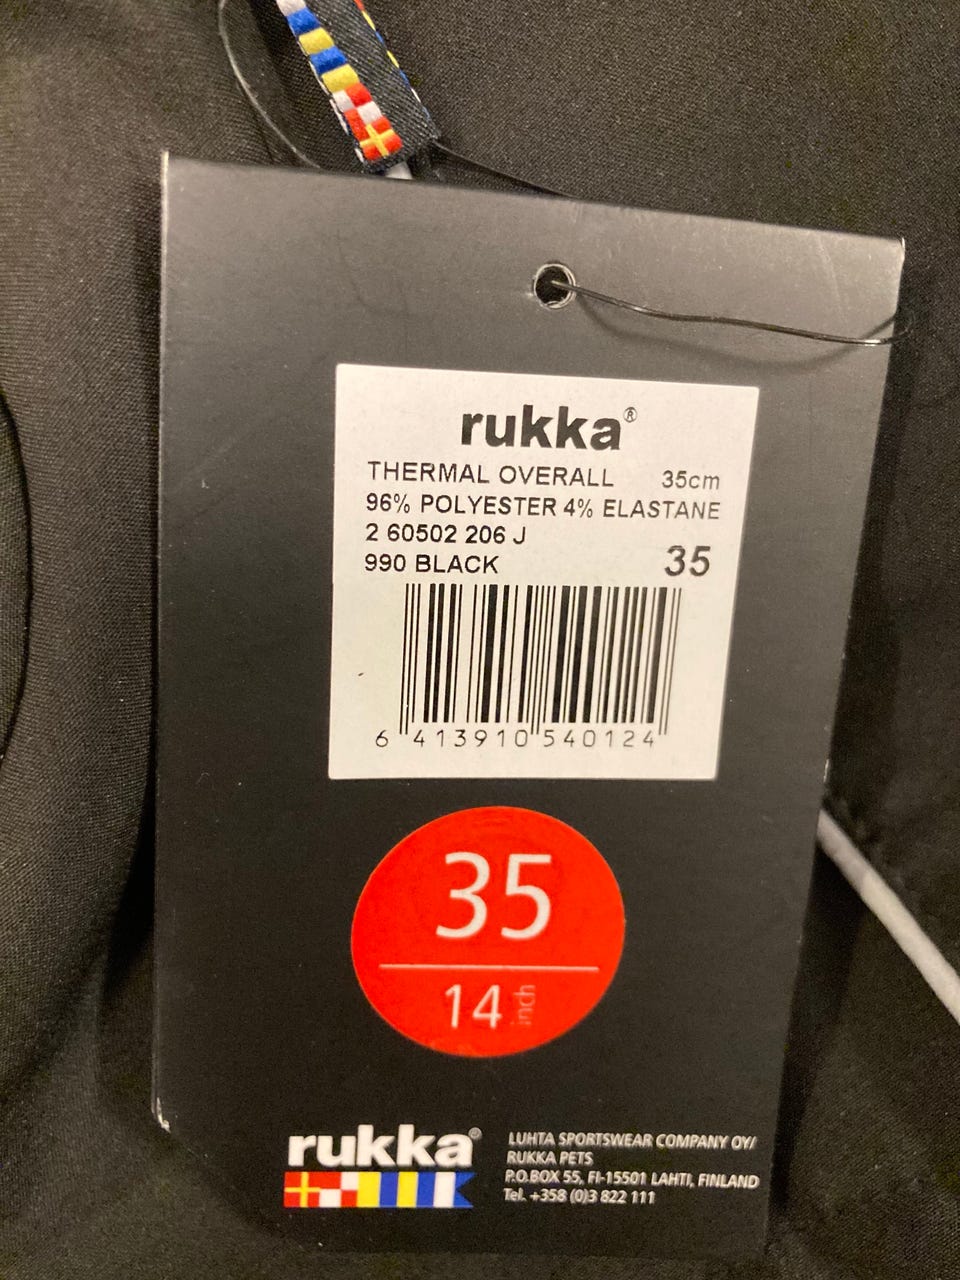 rukka®
THERMAL OVERALL 35cm
96% POLYESTER 4% ELASTANE
2 60502 206 J
990 BLACK 35
6 413910 540124
35
14 inch
rukka®
LUHTA SPORTSWEAR COMPANY OY/
RUKKA PETS
P.O.BOX 55, FI-15501 LAHTI, FINLAND
Tel. +358 (0)3 822 111